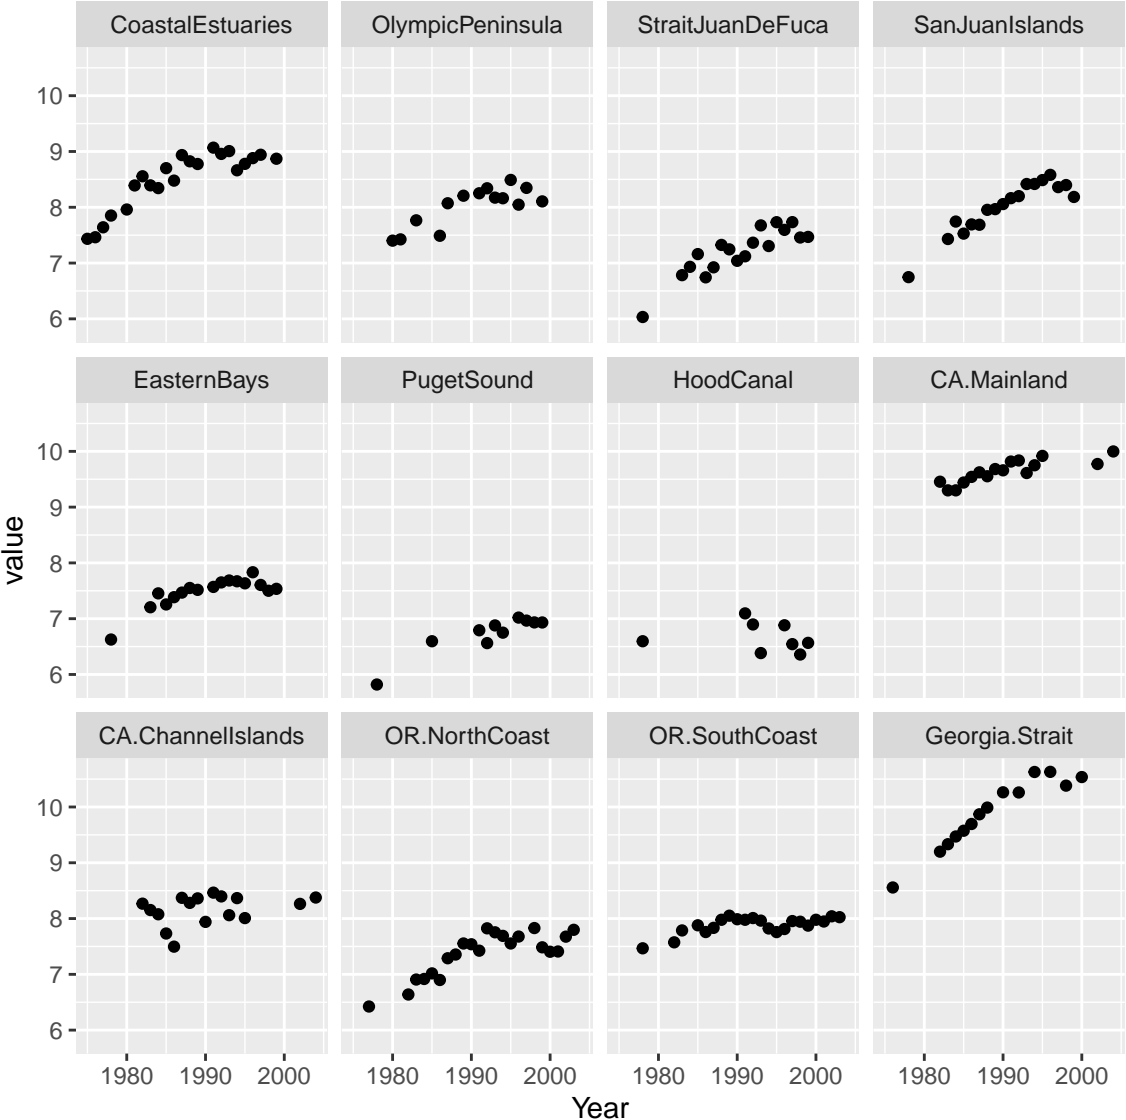 CoastalEstuaries OlympicPeninsula StraitJuanDeFuca SanJuanIslands
10
9
8
7
6
EasternBays PugetSound HoodCanal CA.Mainland
10
9
8
7
6
value
CA.ChannelIslands OR.NorthCoast OR.SouthCoast Georgia.Strait
10
9
8
7
6
1980 1990 2000 1980 1990 2000 1980 1990 2000 1980 1990 2000
Year